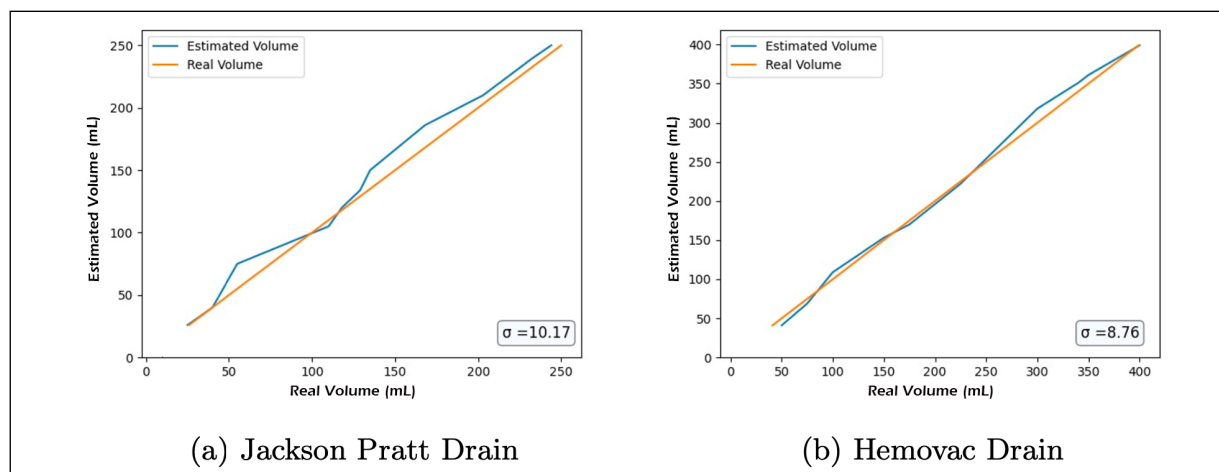 Estimated Volume
Real Volume
Estimated Volume (mL)
250
200
150
100
50
0
0 50 100 150 200 250
Real Volume (mL)
σ =10.17
(a) Jackson Pratt Drain
Estimated Volume
Real Volume
Estimated Volume (mL)
400
350
300
250
200
150
100
50
0
0 50 100 150 200 250 300 350 400
Real Volume (mL)
σ =8.76
(b) Hemovac Drain